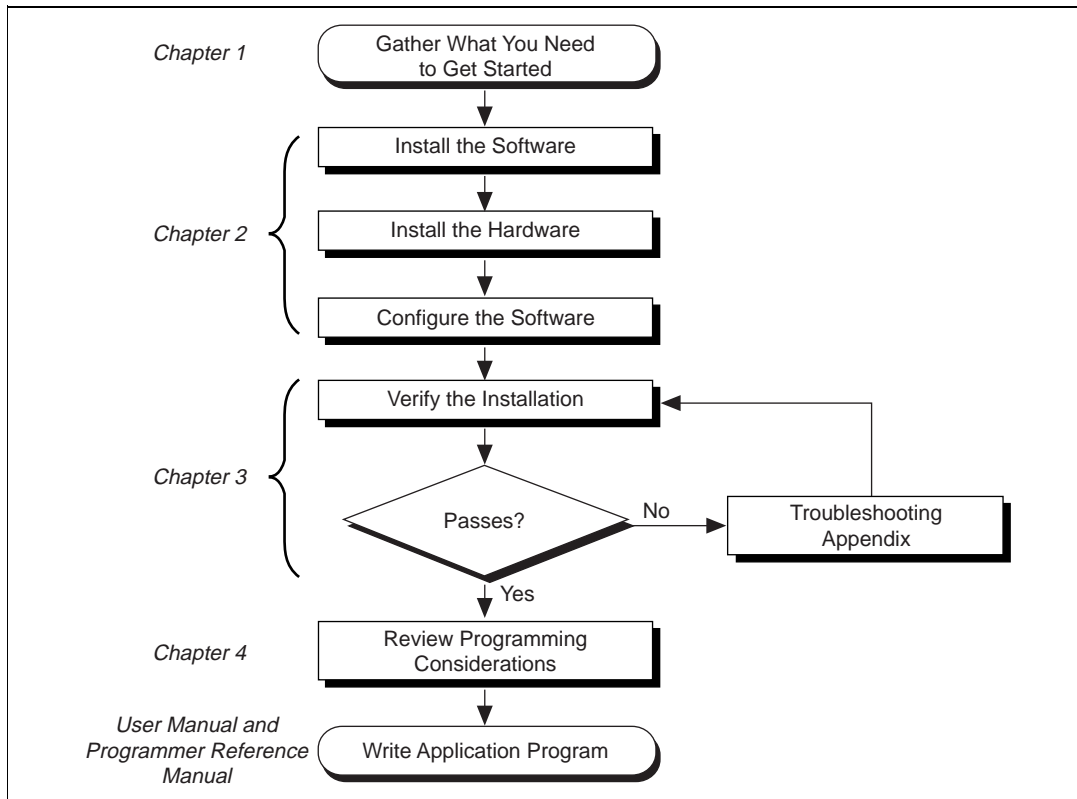 Chapter 1
Gather What You Need
to Get Started
Install the Software
Chapter 2
Install the Hardware
Configure the Software
Verify the Installation
Chapter 3
Passes?
No
Troubleshooting
Appendix
Yes
Chapter 4
Review Programming
Considerations
User Manual and
Programmer Reference
Manual
Write Application Program